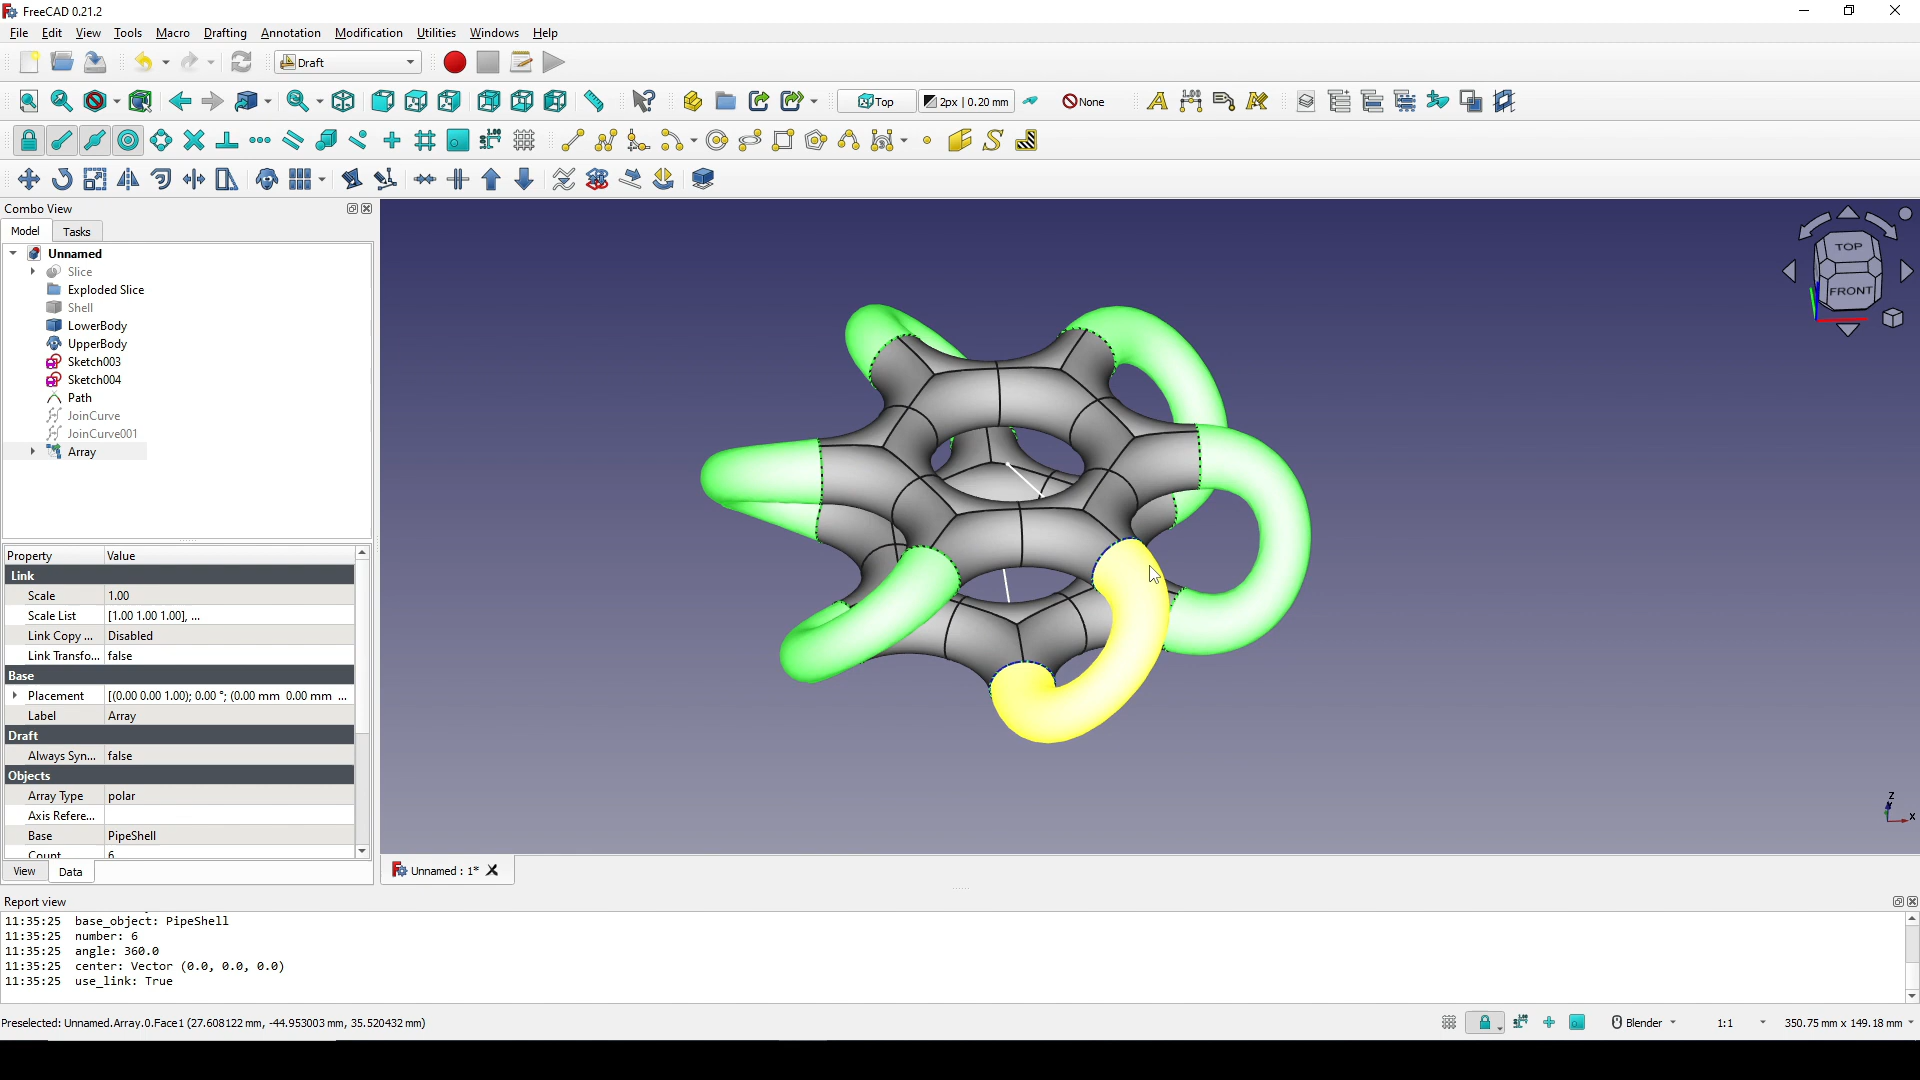 FreeCAD 0.21.2
File Edit View Tools Macro Drafting Annotation Modification Utilities Windows Help
Draft
Top 2px | 0.20 mm None
Combo View
Model Tasks
Unnamed
Slice
Exploded Slice
Shell
LowerBody
UpperBody
Sketch003
Sketch004
Path
JoinCurve
JoinCurve001
Array
Property Value
Link
Scale 1.00
Scale List [1.00 1.00 1.00], ...
Link Copy ... Disabled
Link Transfo... false
Base
Placement [(0.00 0.00 1.00); 0.00 °; (0.00 mm 0.00 mm ...
Label Array
Draft
Always Syn... false
Objects
Array Type polar
Axis Refere...
Base PipeShell
Count 6
View Data
TOP
FRONT
Z
X
Unnamed : 1*
Report view
11:35:25 base_object: PipeShell
11:35:25 number: 6
11:35:25 angle: 360.0
11:35:25 center: Vector (0.0, 0.0, 0.0)
11:35:25 use_link: True
Preselected: Unnamed.Array.0.Face1 (27.608122 mm, -44.953003 mm, 35.520432 mm)
Blender 1:1 350.75 mm x 149.18 mm